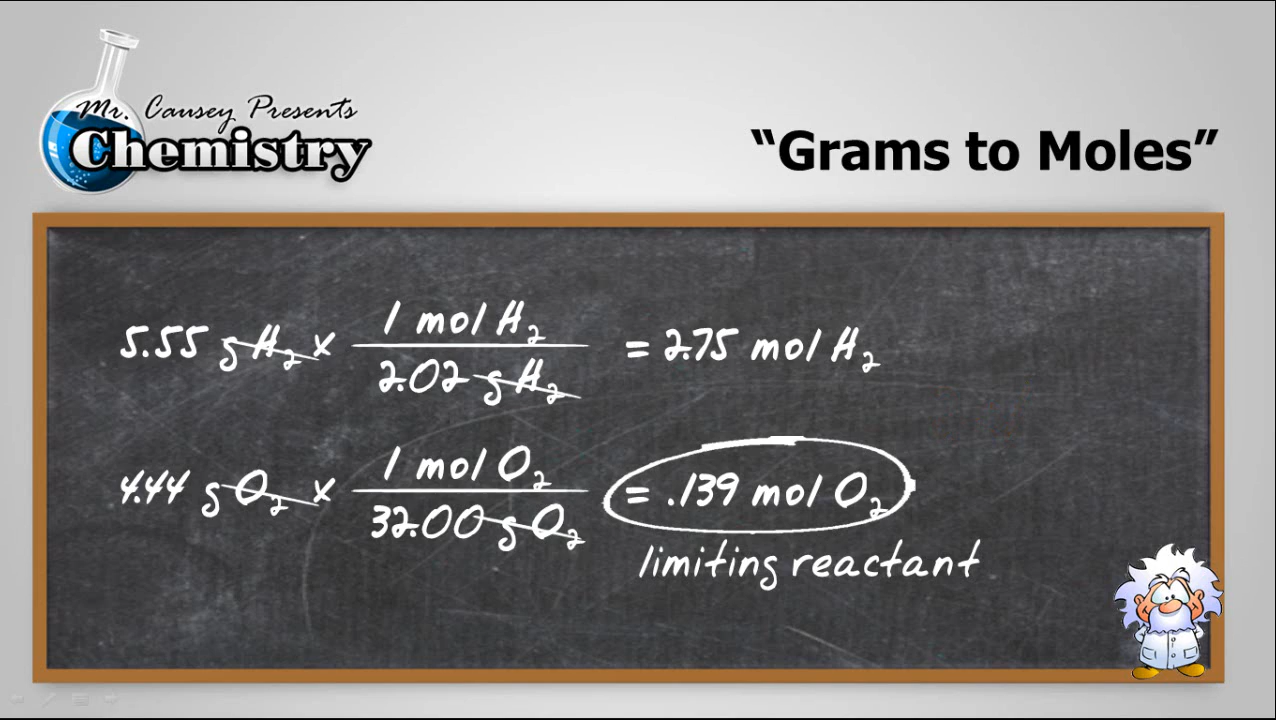 Mr. Causey Presents
Chemistry
“Grams to Moles”
5.55 g H₂ x 1 mol H₂ / 2.02 g H₂ = 2.75 mol H₂
4.44 g O₂ x 1 mol O₂ / 32.00 g O₂ = .139 mol O₂
limiting reactant